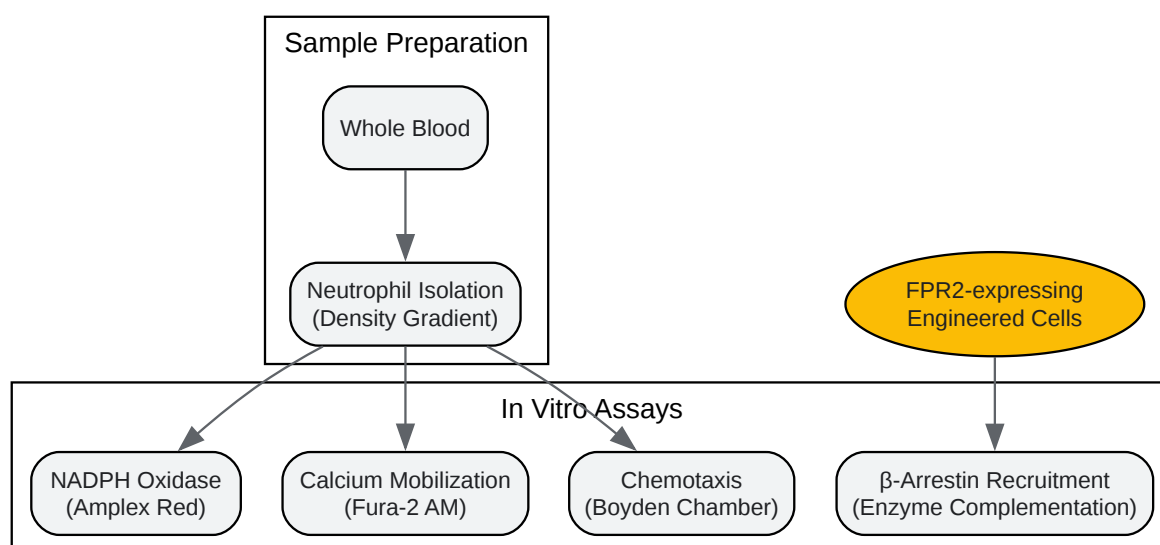 Sample Preparation
Whole Blood
Neutrophil Isolation
(Density Gradient)
FPR2-expressing
Engineered Cells
In Vitro Assays
NADPH Oxidase
(Amplex Red)
Calcium Mobilization
(Fura-2 AM)
Chemotaxis
(Boyden Chamber)
β-Arrestin Recruitment
(Enzyme Complementation)